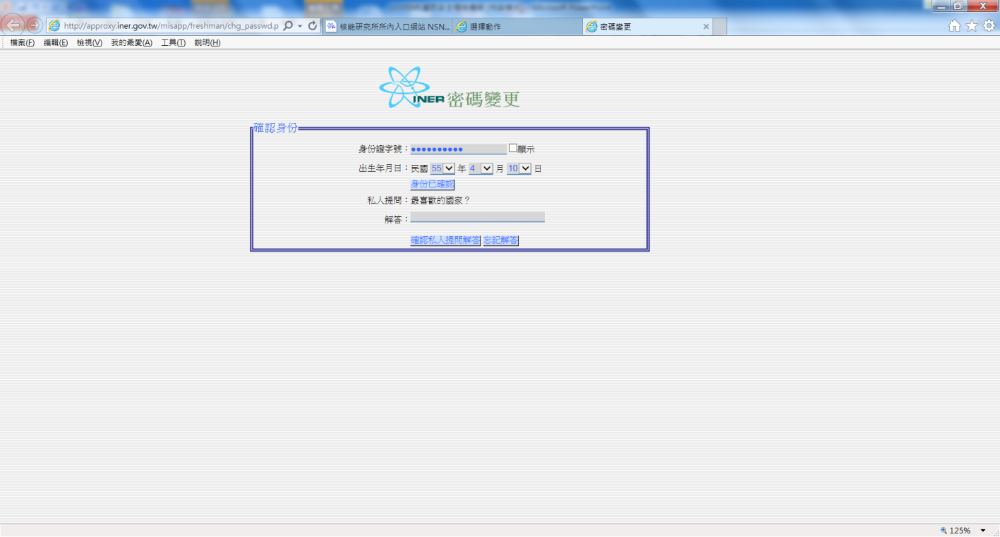 http://approxy.iner.gov.tw/misapp/freshman/chg_passwd.p
核能研究所所內入口網站 NSN...
選擇動作
密碼變更
檔案(F) 編輯(E) 檢視(V) 我的最愛(A) 工具(T) 說明(H)
INER 密碼變更
確認身份
身份證字號：●●●●●●●●●● 顯示
出生年月日：民國 55 年 4 月 10 日
身份已確認
私人提問：最喜歡的國家？
解答：
確認私人提問解答 忘記解答
125%